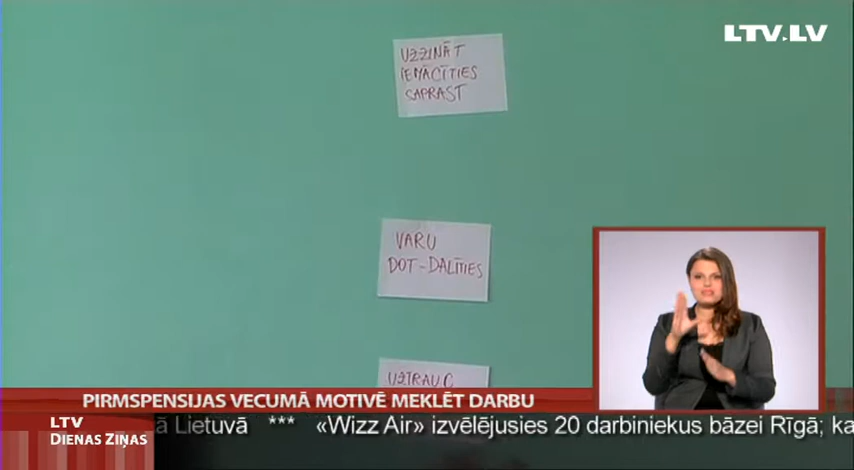 LTV.LV
UZZINĀT
IEMĀCĪTIES
SAPRAST
VARU
DOT-DALĪTIES
UZTRAUC
PIRMSPENSIJAS VECUMĀ MOTIVĒ MEKLĒT DARBU
LTV
DIENAS ZIŅAS
ā Lietuvā *** «Wizz Air» izvēlējusies 20 darbiniekus bāzei Rīgā; ka